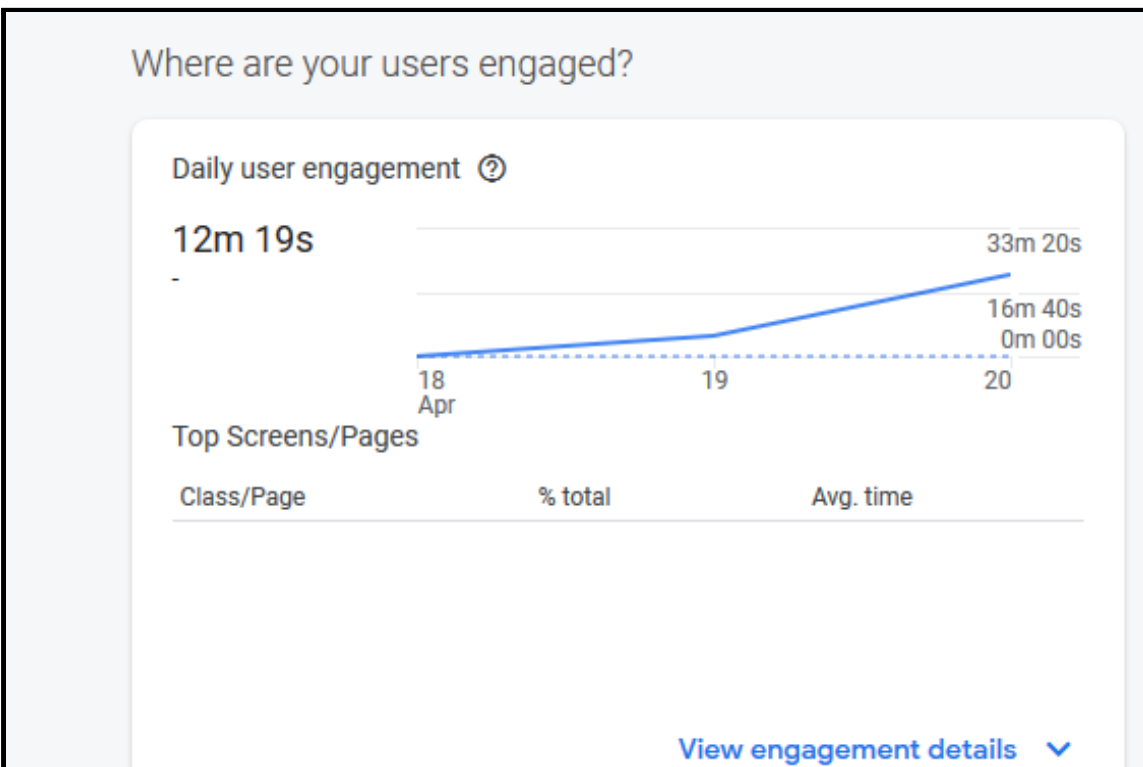 Where are your users engaged?
Daily user engagement
12m 19s
-
33m 20s
16m 40s
0m 00s
18 19 20
Apr
Top Screens/Pages
Class/Page % total Avg. time
View engagement details